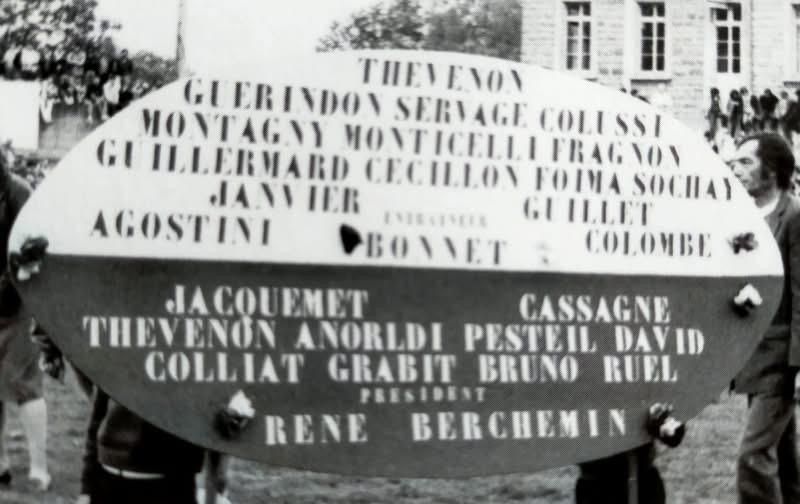 THEVENON
GUERINDON SERVAGE COLUSSI
MONTAGNY MONTICELLI FRAGNON
GUILLERMARD CECILLON FOIMA SOCHAY
JANVIER ENTRAINEUR GUILLET
AGOSTINI BONNET COLOMBE
JACQUEMET CASSAGNE
THEVENON ANORLDI PESTEIL DAVID
COLLIAT GRABIT BRUNO RUEL
PRESIDENT
RENE BERCHEMIN